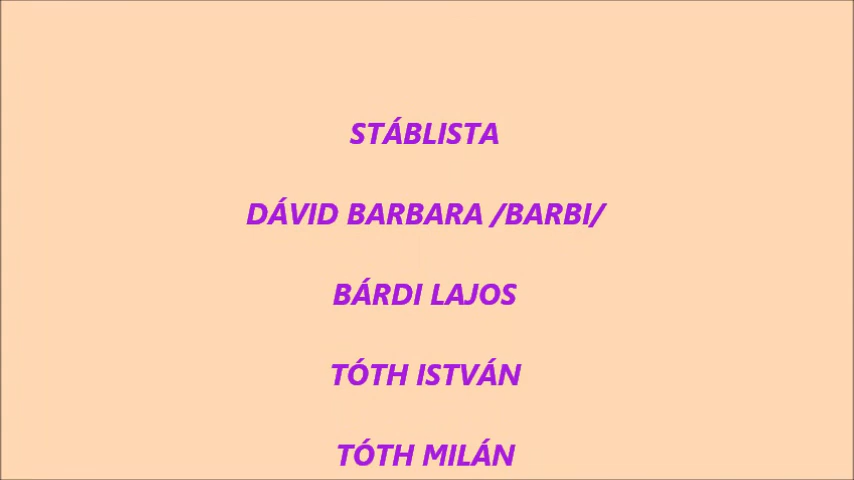 STÁBLISTA
DÁVID BARBARA /BARBI/
BÁRDI LAJOS
TÓTH ISTVÁN
TÓTH MILÁN